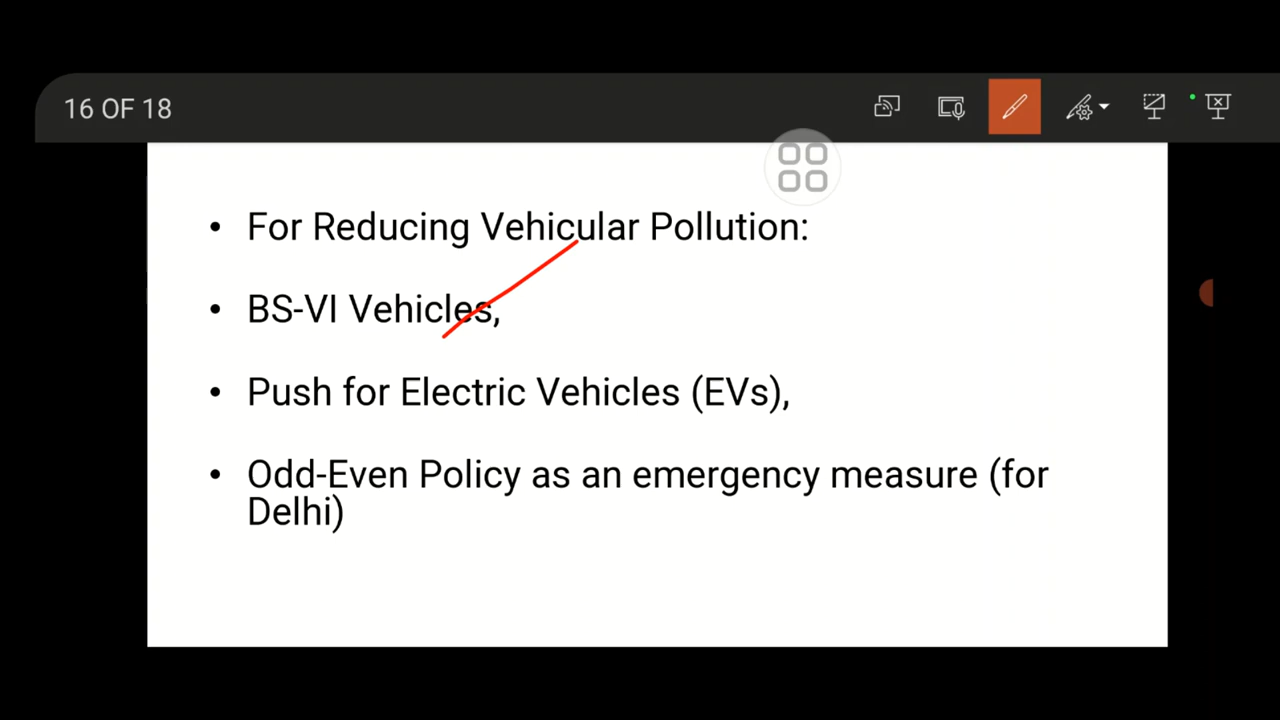 16 OF 18
• For Reducing Vehicular Pollution:
• BS-VI Vehicles,
• Push for Electric Vehicles (EVs),
• Odd-Even Policy as an emergency measure (for
Delhi)